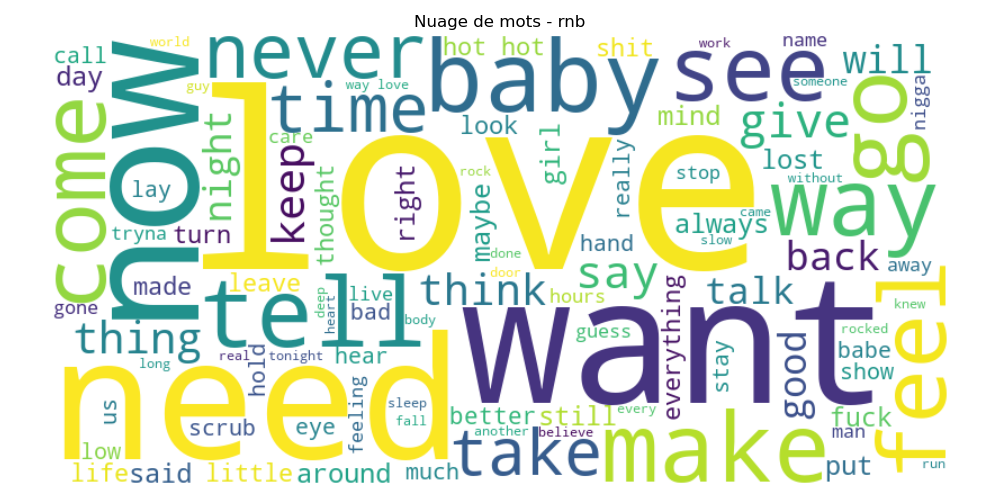 Nuage de mots - rnb
call
world
never
hot hot
shit
work
name
will
day
guy
now
time
way love
baby
see
someone
go
nigga
come
lay
night
care
love
look
girl
really
mind
give
lost
stop
without
keep
thought
right
maybe
rock
always
came
slow
way
tryna
turn
done
door
hand
back
away
gone
made
leave
tell
deep
heart
live
bad
body
think
say
hours
guess
everything
talk
want
feel
knew
rocked
thing
long
real
tonight
hear
hold
feeling
need
stay
good
babe
show
us
scrub
eye
sleep
fall
better
another
still
believe
every
make
fuck
man
low
life
said
little
around
much
take
put
run